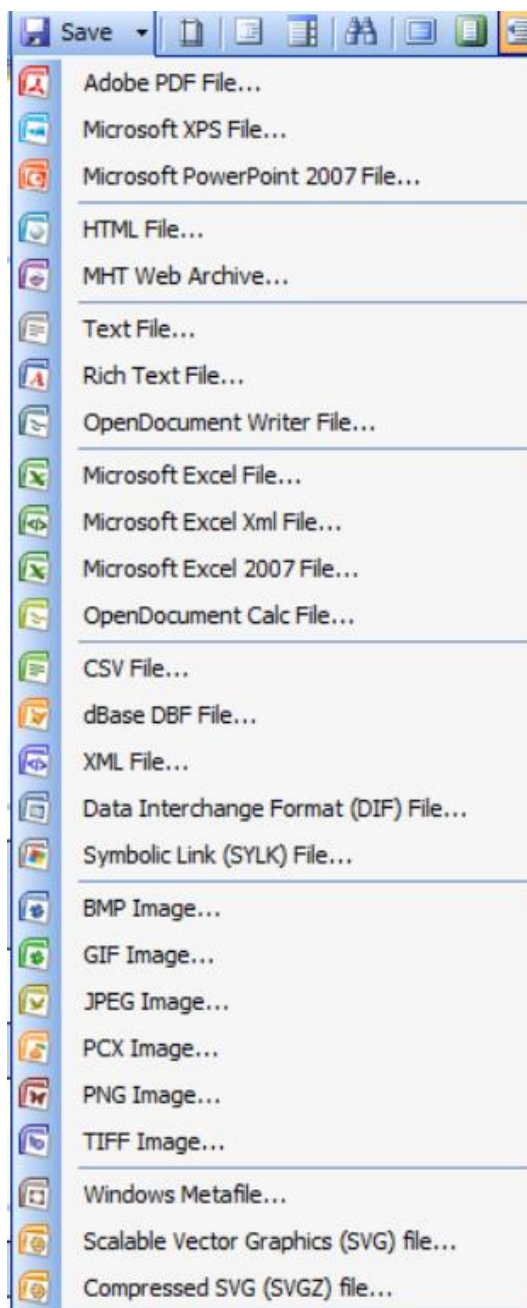 Save
Adobe PDF File...
Microsoft XPS File...
Microsoft PowerPoint 2007 File...
HTML File...
MHT Web Archive...
Text File...
Rich Text File...
OpenDocument Writer File...
Microsoft Excel File...
Microsoft Excel Xml File...
Microsoft Excel 2007 File...
OpenDocument Calc File...
CSV File...
dBase DBF File...
XML File...
Data Interchange Format (DIF) File...
Symbolic Link (SYLK) File...
BMP Image...
GIF Image...
JPEG Image...
PCX Image...
PNG Image...
TIFF Image...
Windows Metafile...
Scalable Vector Graphics (SVG) file...
Compressed SVG (SVGZ) file...